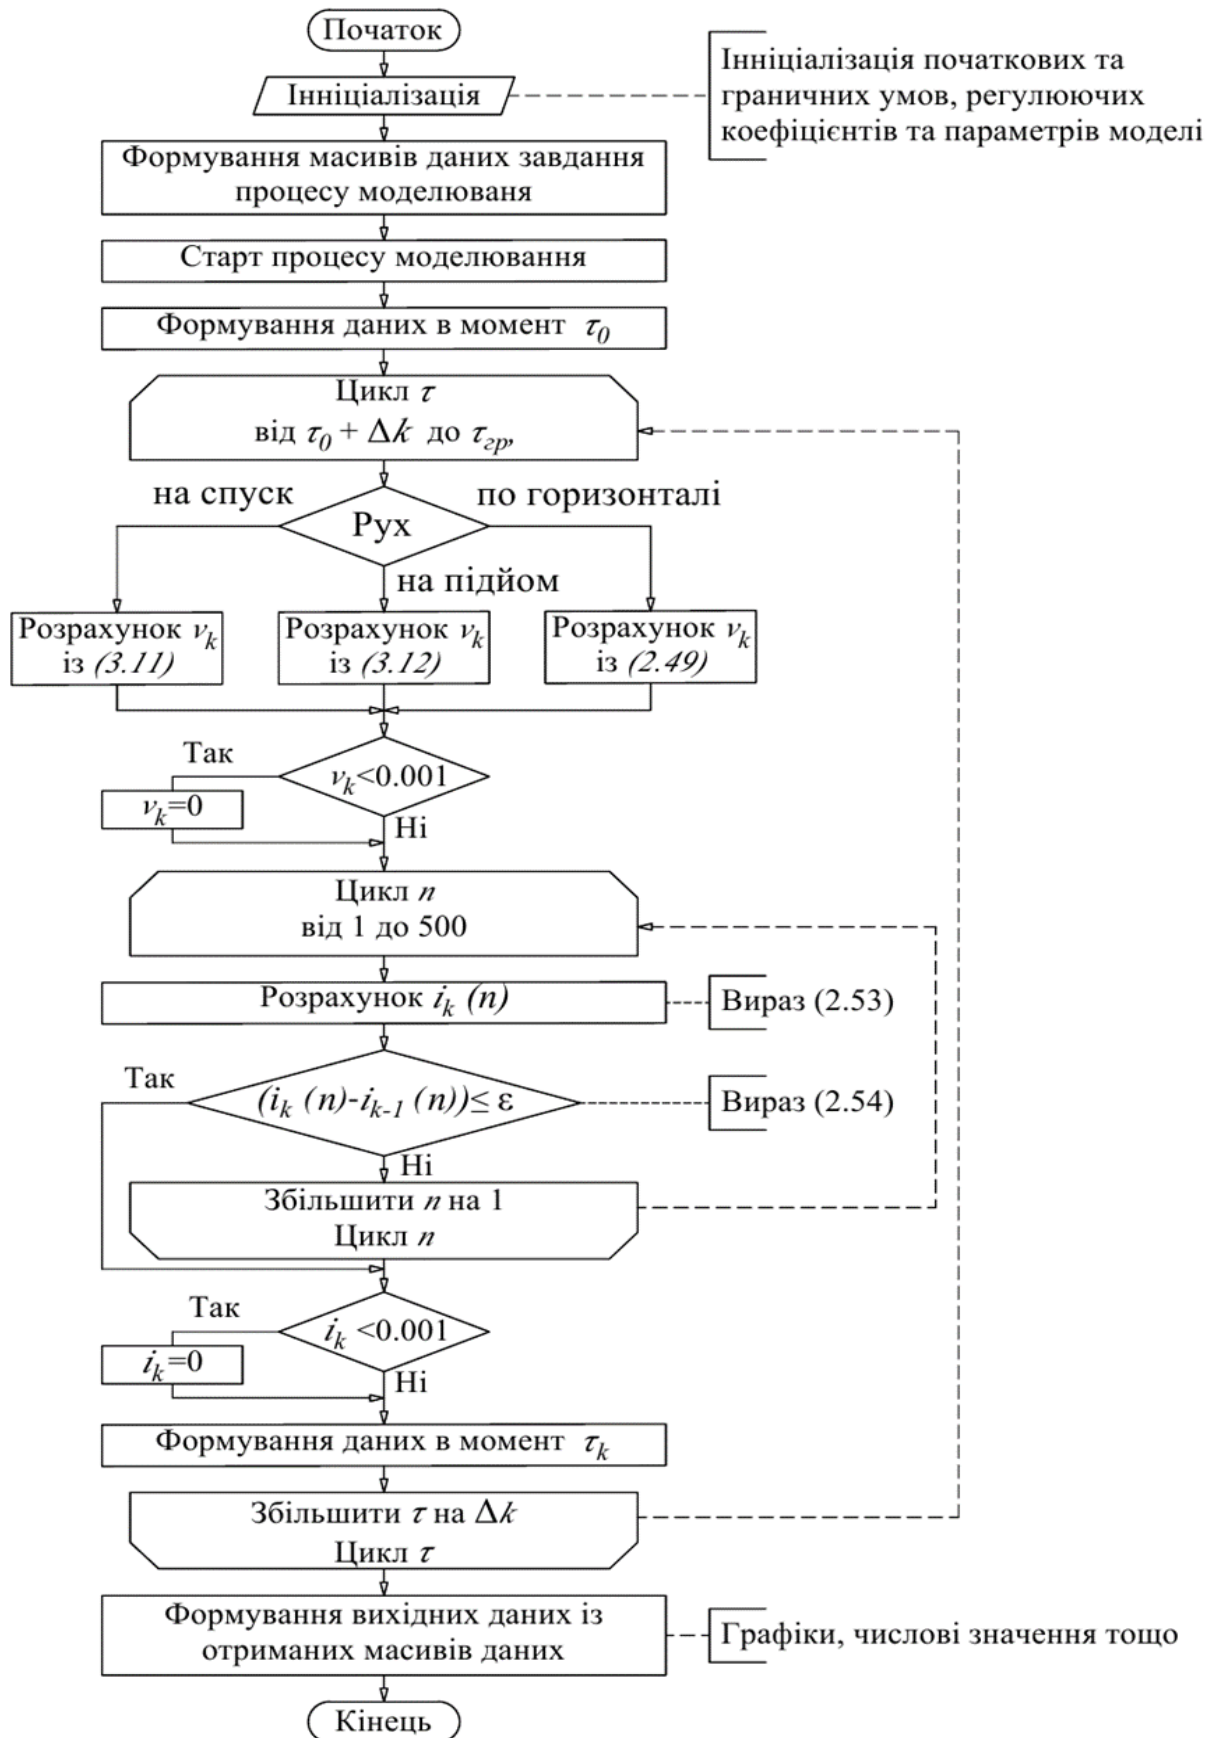 Початок
Інніціалізація
Інніціалізація початкових та
граничних умов, регулюючих
коефіцієнтів та параметрів моделі
Формування масивів даних завдання
процесу моделюваня
Старт процесу моделювання
Формування даних в момент τ₀
Цикл τ
від τ₀ + Δk до τгр,
на спуск
по горизонталі
Рух
на підйом
Розрахунок νₖ
із (3.11)
Розрахунок νₖ
із (3.12)
Розрахунок νₖ
із (2.49)
Так
νₖ<0.001
νₖ=0
Ні
Цикл n
від 1 до 500
Розрахунок iₖ (n)
Вираз (2.53)
Так
(iₖ (n)-iₖ₋₁ (n))≤ ε
Вираз (2.54)
Ні
Збільшити n на 1
Цикл n
Так
iₖ <0.001
iₖ=0
Ні
Формування даних в момент τₖ
Збільшити τ на Δk
Цикл τ
Формування вихідних даних із
отриманих масивів даних
Графіки, числові значення тощо
Кінець